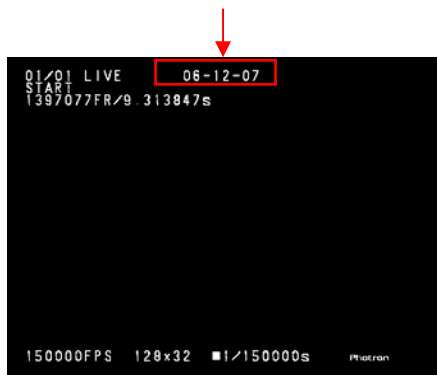 01/01 LIVE 06-12-07
START
1397077FR/9.313847s
150000FPS 128x32 ■1/150000s Photron